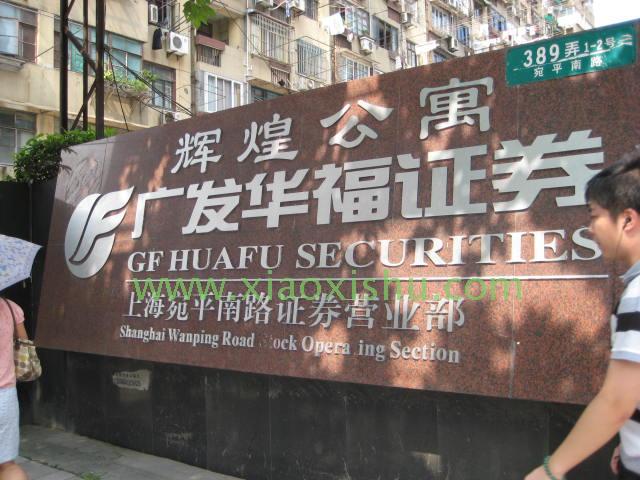 389弄1-2号
宛平南路
辉煌公寓
广发华福证券
GF HUAFU SECURITIES
www.xiaoxishu.com
上海宛平南路证券营业部
Shanghai Wanping Road Stock Operating Section